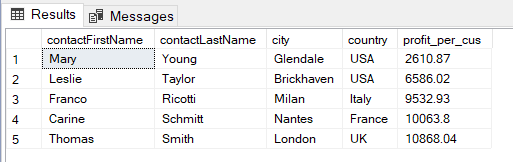 Results Messages
contactFirstName contactLastName city country profit_per_cus
1 Mary Young Glendale USA 2610.87
2 Leslie Taylor Brickhaven USA 6586.02
3 Franco Ricotti Milan Italy 9532.93
4 Carine Schmitt Nantes France 10063.8
5 Thomas Smith London UK 10868.04